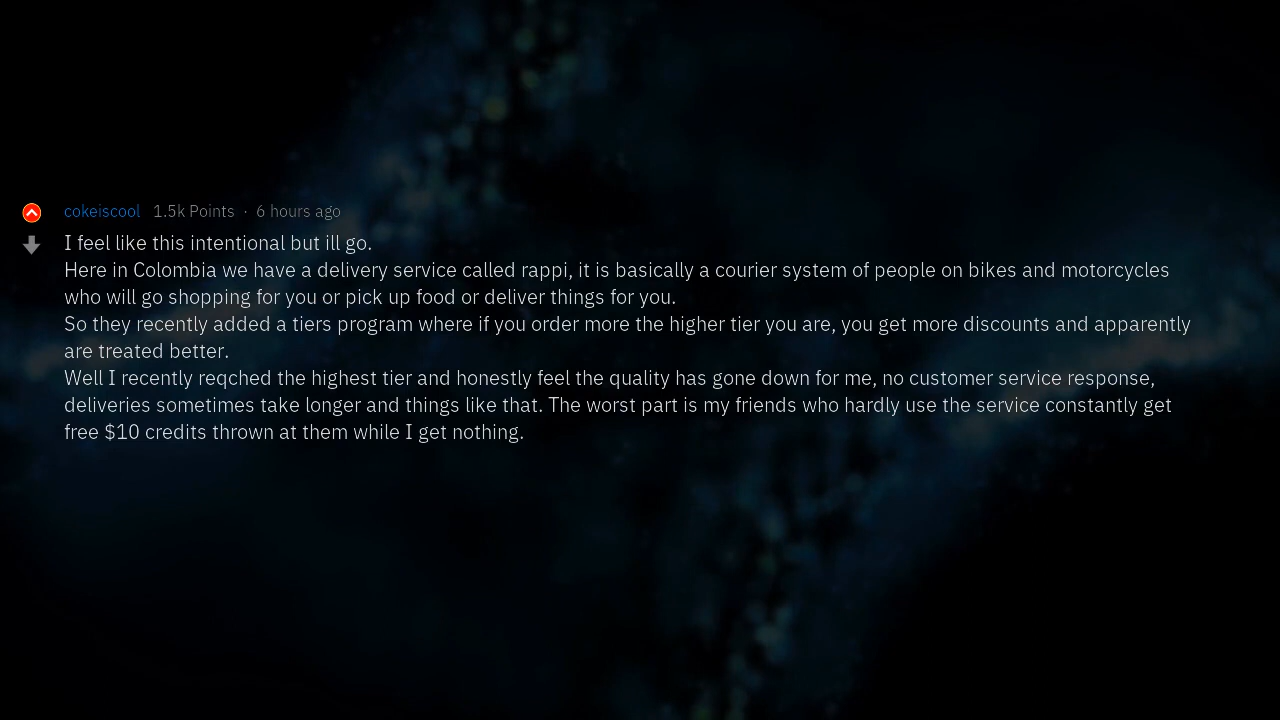 cokeiscool 1.5k Points · 6 hours ago
I feel like this intentional but ill go.
Here in Colombia we have a delivery service called rappi, it is basically a courier system of people on bikes and motorcycles
who will go shopping for you or pick up food or deliver things for you.
So they recently added a tiers program where if you order more the higher tier you are, you get more discounts and apparently
are treated better.
Well I recently reqched the highest tier and honestly feel the quality has gone down for me, no customer service response,
deliveries sometimes take longer and things like that. The worst part is my friends who hardly use the service constantly get
free $10 credits thrown at them while I get nothing.